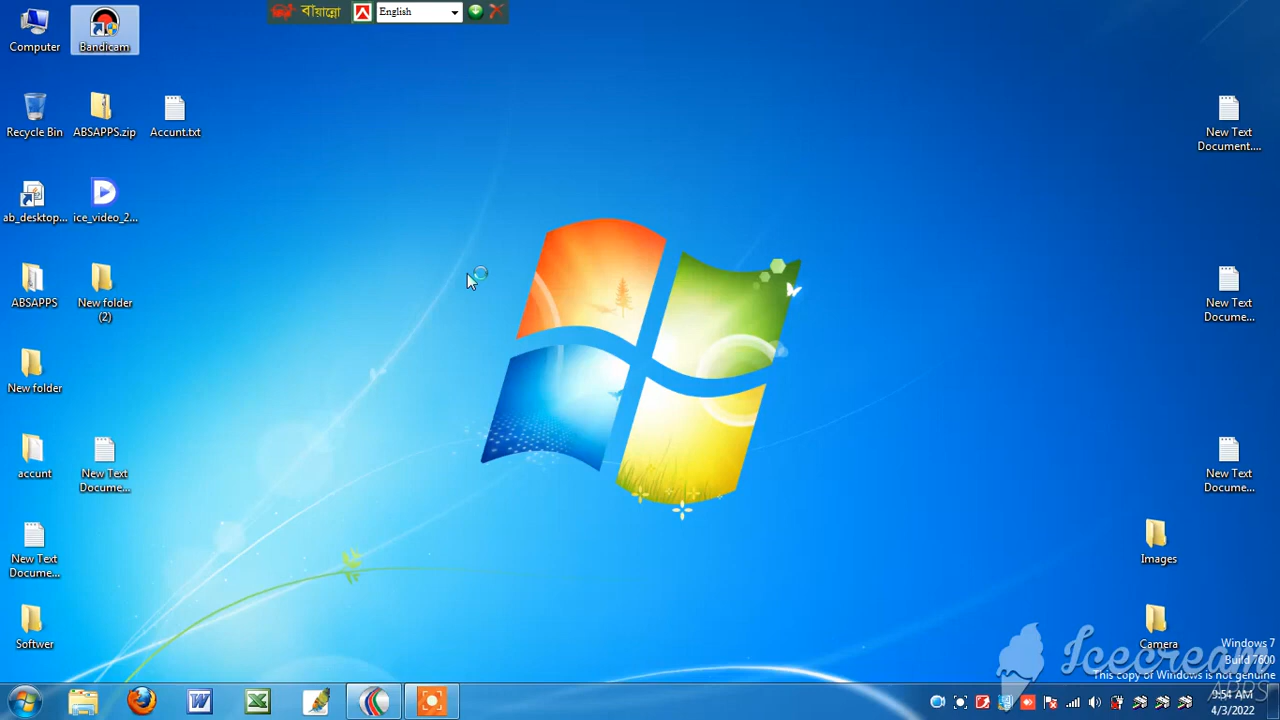 বায়ান্নো
English
Computer
Bandicam
Recycle Bin
ABSAPPS.zip
Accunt.txt
ab_desktop...
ice_video_2...
ABSAPPS
New folder
(2)
New folder
accunt
New Text
Docume...
New Text
Docume...
Softwer
New Text
Document....
New Text
Docume...
New Text
Docume...
Images
Camera
Icecream
APPS
Windows 7
Build 7600
This copy of Windows is not genuine
9:54 AM
4/3/2022